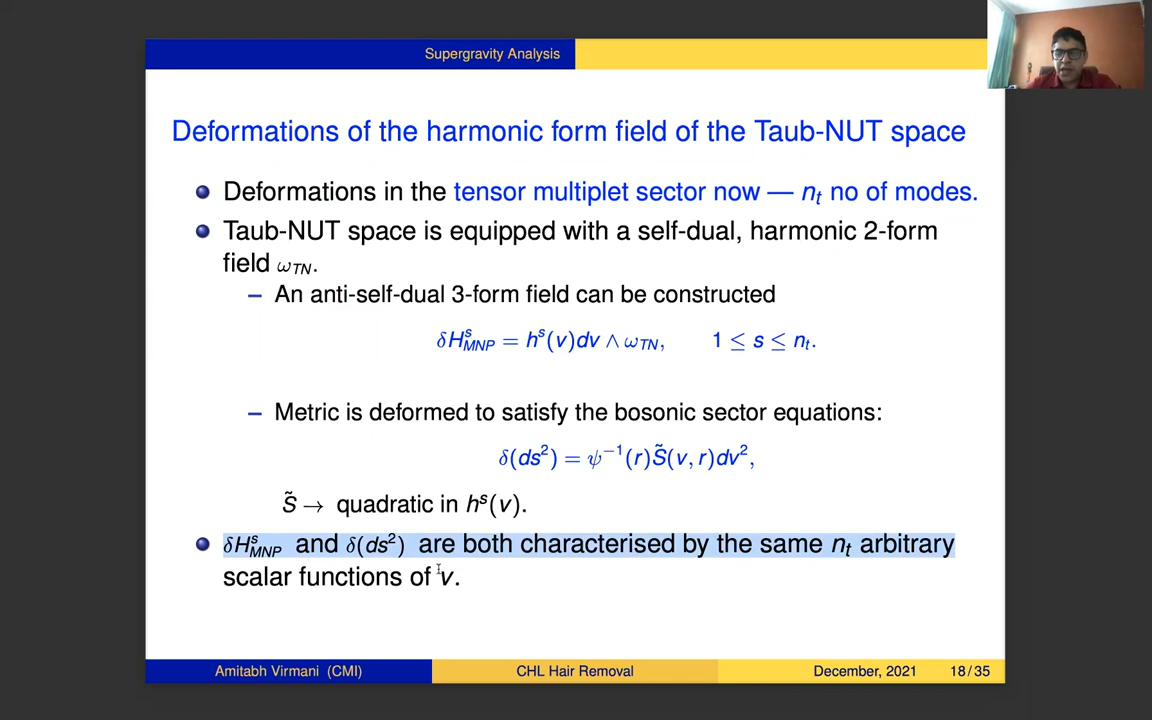 Supergravity Analysis
Deformations of the harmonic form field of the Taub-NUT space
Deformations in the tensor multiplet sector now — nₜ no of modes.
Taub-NUT space is equipped with a self-dual, harmonic 2-form
field ω_TN.
– An anti-self-dual 3-form field can be constructed
δH^s_MNP = h^s(v)dv ∧ ω_TN, 1 ≤ s ≤ nₜ.
– Metric is deformed to satisfy the bosonic sector equations:
δ(ds²) = ψ⁻¹(r)S̃(v, r)dv²,
S̃ → quadratic in h^s(v).
δH^s_MNP and δ(ds²) are both characterised by the same nₜ arbitrary
scalar functions of v.
Amitabh Virmani (CMI) CHL Hair Removal December, 2021 18/35